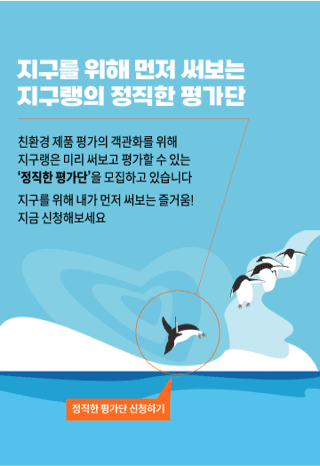 지구를 위해 먼저 써보는
지구랭의 정직한 평가단
친환경 제품 평가의 객관화를 위해
지구랭은 미리 써보고 평가할 수 있는
‘정직한 평가단’을 모집하고 있습니다
지구를 위해 내가 먼저 써보는 즐거움!
지금 신청해보세요
정직한 평가단 신청하기